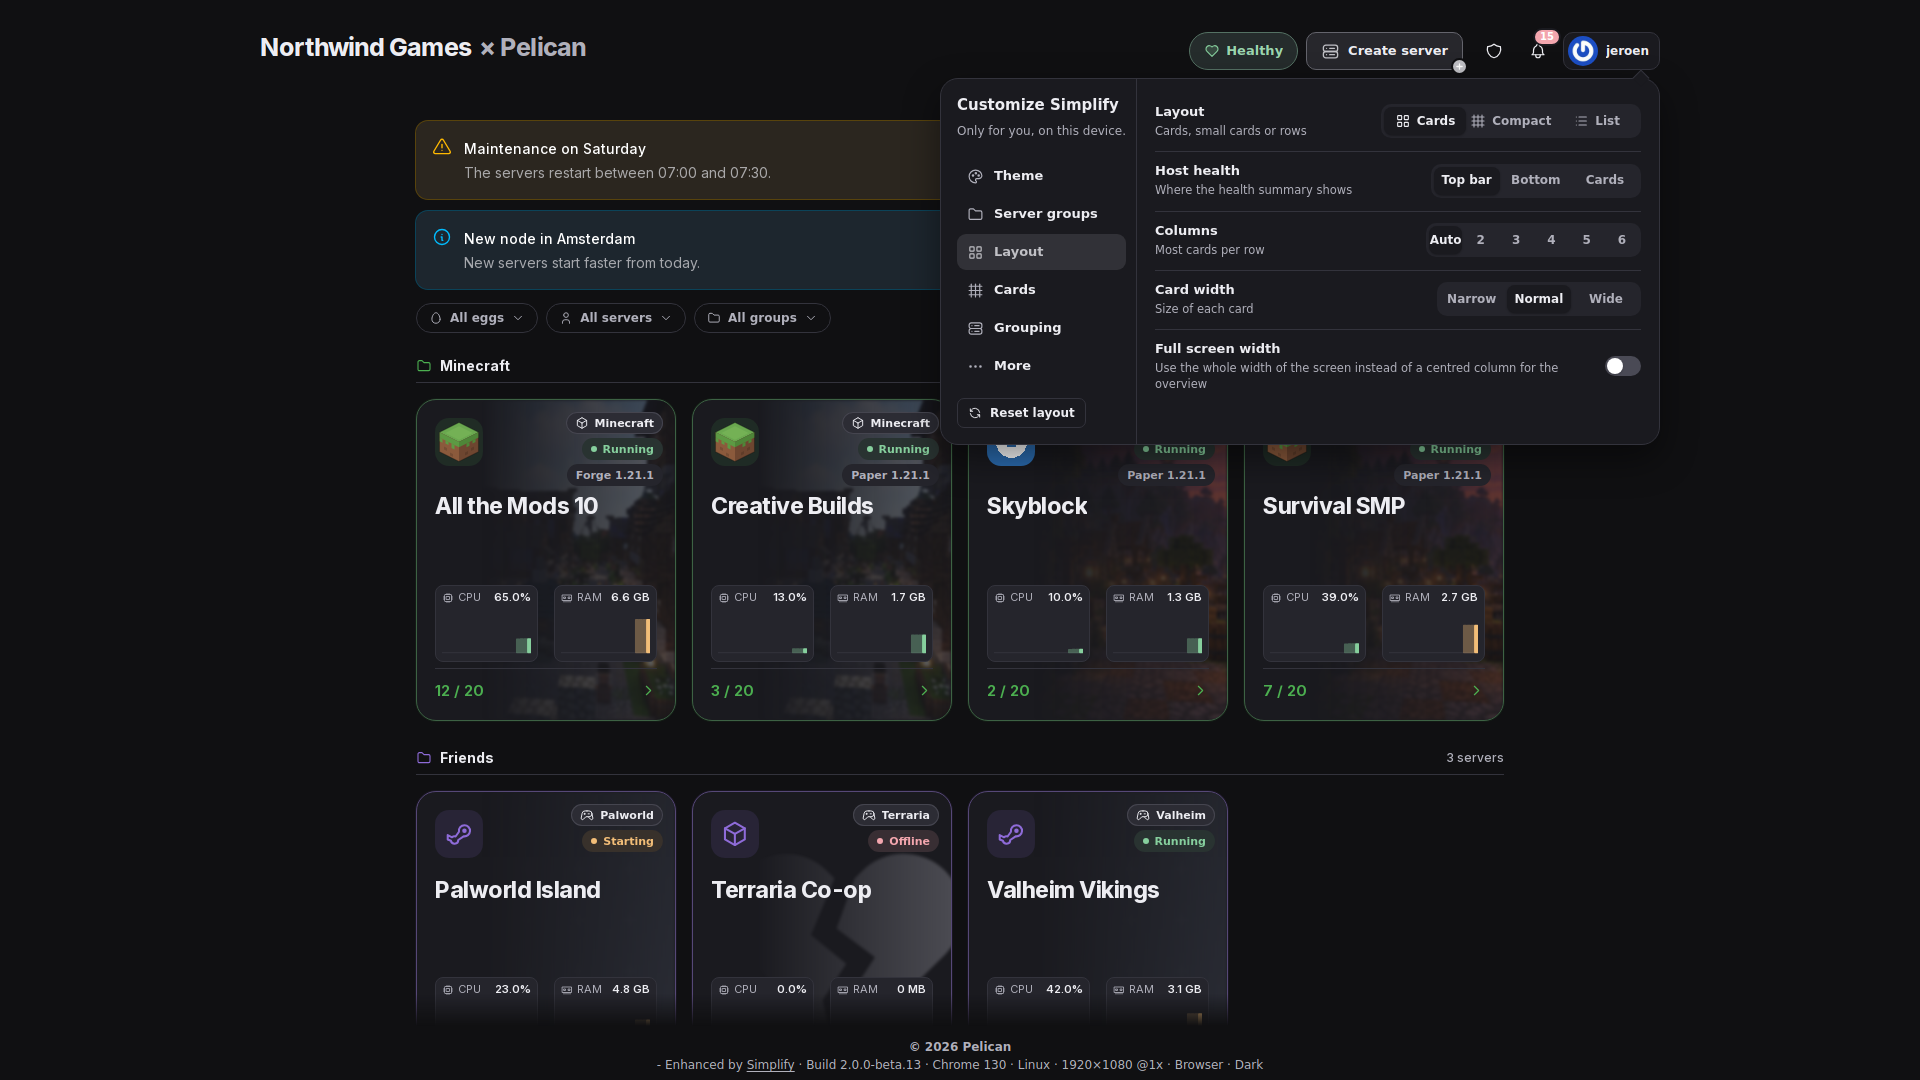 Northwind Games × Pelican
Healthy
Create server
15
jeroen
Maintenance on Saturday
The servers restart between 07:00 and 07:30.
New node in Amsterdam
New servers start faster from today.
All eggs
All servers
All groups
Customize Simplify
Only for you, on this device.
Theme
Server groups
Layout
Cards
Grouping
More
Reset layout
Layout
Cards, small cards or rows
Cards Compact List
Host health
Where the health summary shows
Top bar Bottom Cards
Columns
Most cards per row
Auto 2 3 4 5 6
Card width
Size of each card
Narrow Normal Wide
Full screen width
Use the whole width of the screen instead of a centred column for the
overview
Minecraft
Minecraft
Running
Forge 1.21.1
All the Mods 10
CPU 65.0%
RAM 6.6 GB
12 / 20
Minecraft
Running
Paper 1.21.1
Creative Builds
CPU 13.0%
RAM 1.7 GB
3 / 20
Running
Paper 1.21.1
Skyblock
CPU 10.0%
RAM 1.3 GB
2 / 20
Running
Paper 1.21.1
Survival SMP
CPU 39.0%
RAM 2.7 GB
7 / 20
Friends
3 servers
Palworld
Starting
Palworld Island
CPU 23.0%
RAM 4.8 GB
Terraria
Offline
Terraria Co-op
CPU 0.0%
RAM 0 MB
Valheim
Running
Valheim Vikings
CPU 42.0%
RAM 3.1 GB
© 2026 Pelican
- Enhanced by Simplify · Build 2.0.0-beta.13 · Chrome 130 · Linux · 1920×1080 @1x · Browser · Dark